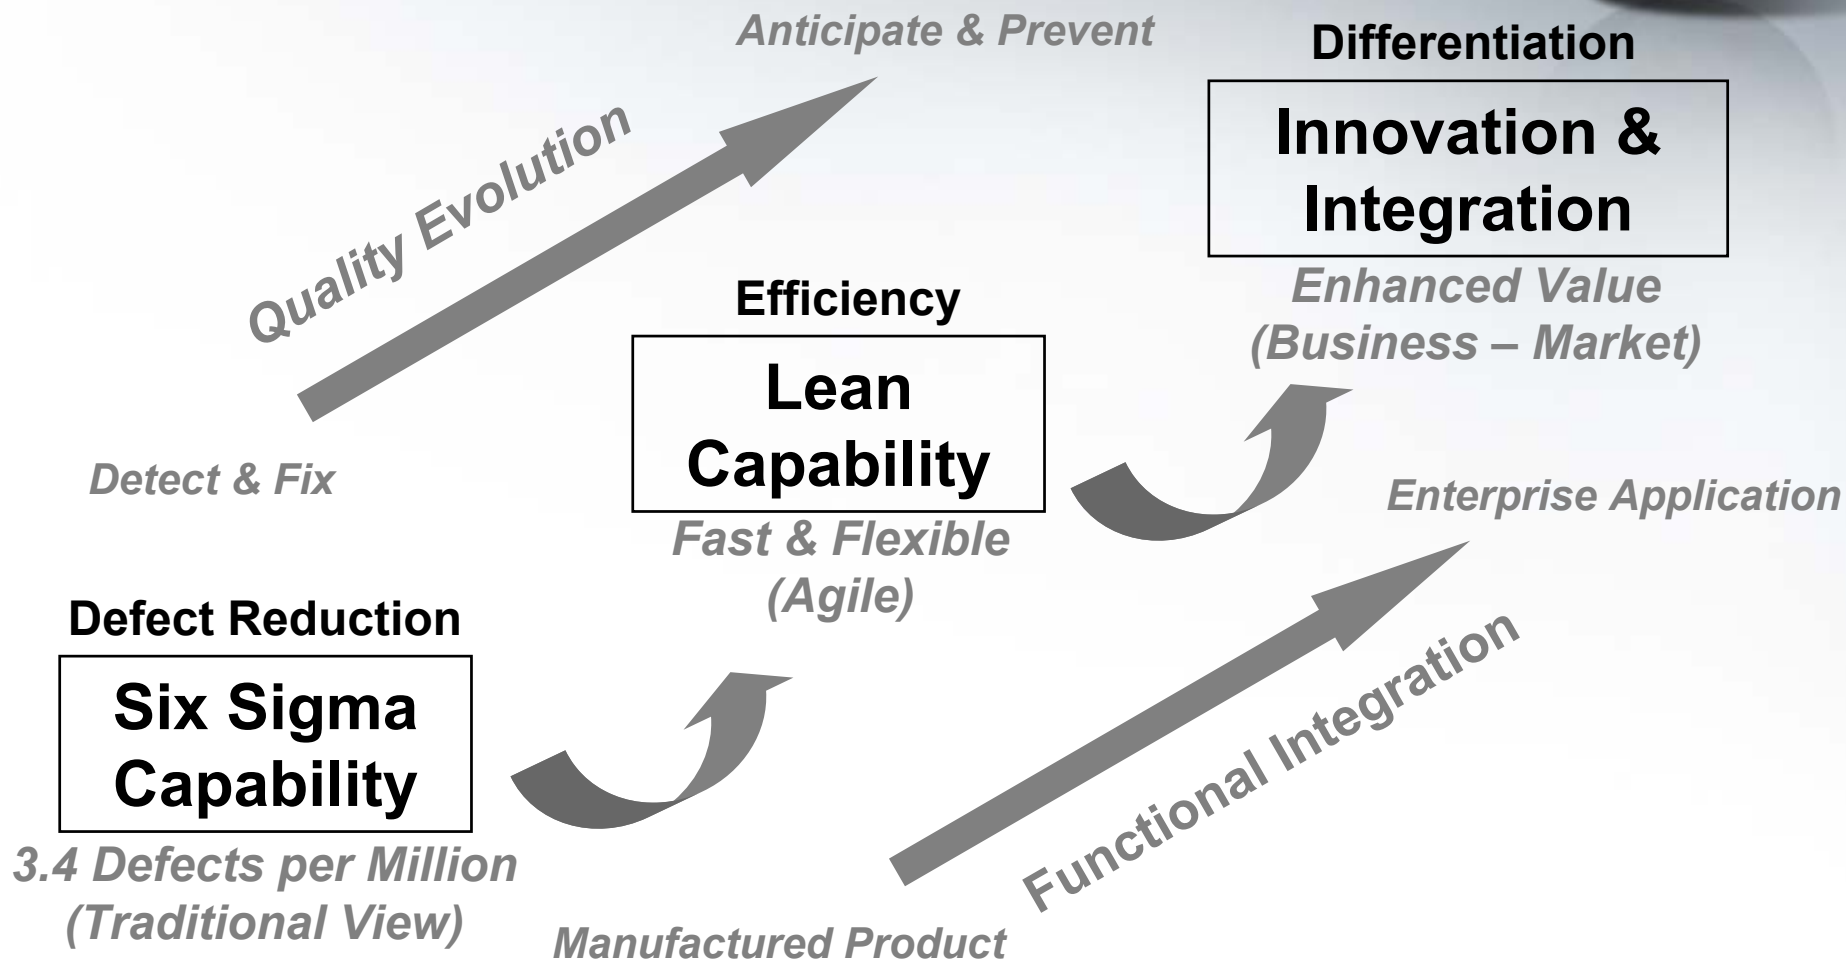 Anticipate & Prevent
Quality Evolution
Detect & Fix
Differentiation
Innovation &
Integration
Enhanced Value
(Business – Market)
Efficiency
Lean
Capability
Fast & Flexible
(Agile)
Enterprise Application
Functional Integration
Manufactured Product
Defect Reduction
Six Sigma
Capability
3.4 Defects per Million
(Traditional View)